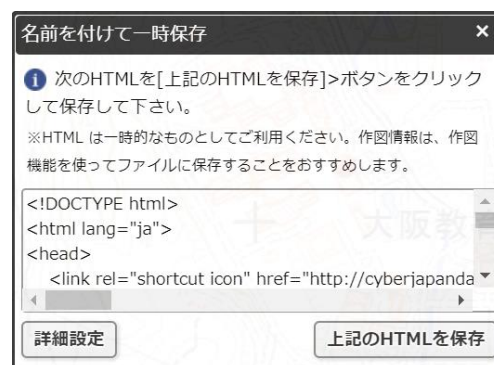 名前を付けて一時保存
×
i 次のHTMLを[上記のHTMLを保存]>ボタンをクリック
して保存して下さい。
※HTML は一時的なものとしてご利用ください。作図情報は、作図
機能を使ってファイルに保存することをおすすめします。
<!DOCTYPE html>
<html lang="ja">
<head>
<link rel="shortcut icon" href="http://cyberjapanda
大阪教
詳細設定
上記のHTMLを保存